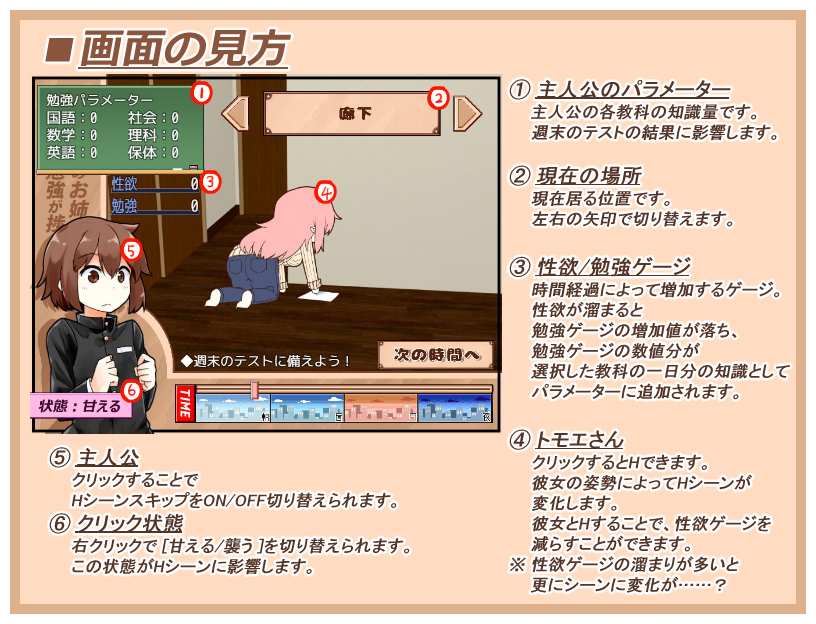 ■画面の見方
勉強パラメーター
国語：0 社会：0
数学：0 理科：0
英語：0 保体：0
①
②
廊下
性欲 0
③
勉強 0
④
⑤
◆週末のテストに備えよう！
次の時間へ
⑥
状態：甘える
TIME
① 主人公のパラメーター
主人公の各教科の知識量です。
週末のテストの結果に影響します。
② 現在の場所
現在居る位置です。
左右の矢印で切り替えます。
③ 性欲/勉強ゲージ
時間経過によって増加するゲージ。
性欲が溜まると
勉強ゲージの増加値が落ち、
勉強ゲージの数値分が
選択した教科の一日分の知識として
パラメーターに追加されます。
④ トモエさん
クリックするとHできます。
彼女の姿勢によってHシーンが
変化します。
彼女とHすることで、性欲ゲージを
減らすことができます。
※ 性欲ゲージの溜まりが多いと
更にシーンに変化が……？
⑤ 主人公
クリックすることで
HシーンスキップをON/OFF切り替えられます。
⑥ クリック状態
右クリックで［甘える/襲う］を切り替えられます。
この状態がHシーンに影響します。